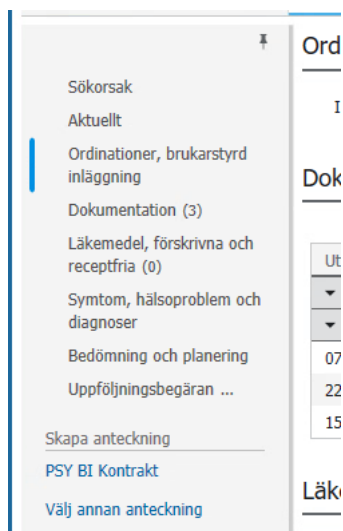 Ord
Sökorsak
I
Aktuellt
Ordinationer, brukarstyrd
inläggning
Dok
Dokumentation (3)
Läkemedel, förskrivna och
receptfria (0)
Ut
Symtom, hälsoproblem och
diagnoser
Bedömning och planering
07
Uppföljningsbegäran ...
22
15
Skapa anteckning
PSY BI Kontrakt
Läke
Välj annan anteckning